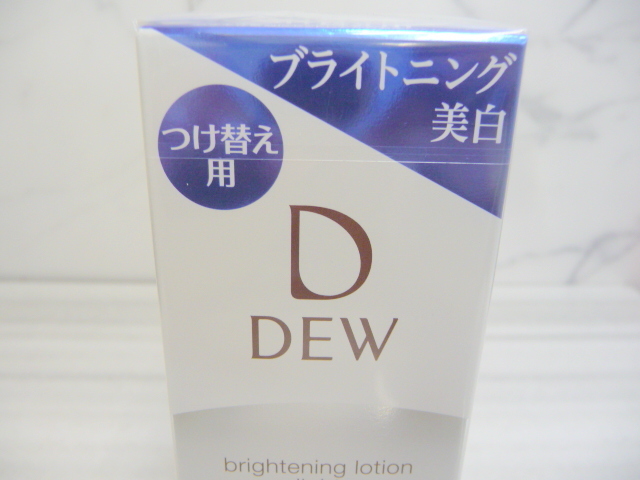 ブライトニング
美白
つけ替え
用
D
DEW
brightening lotion